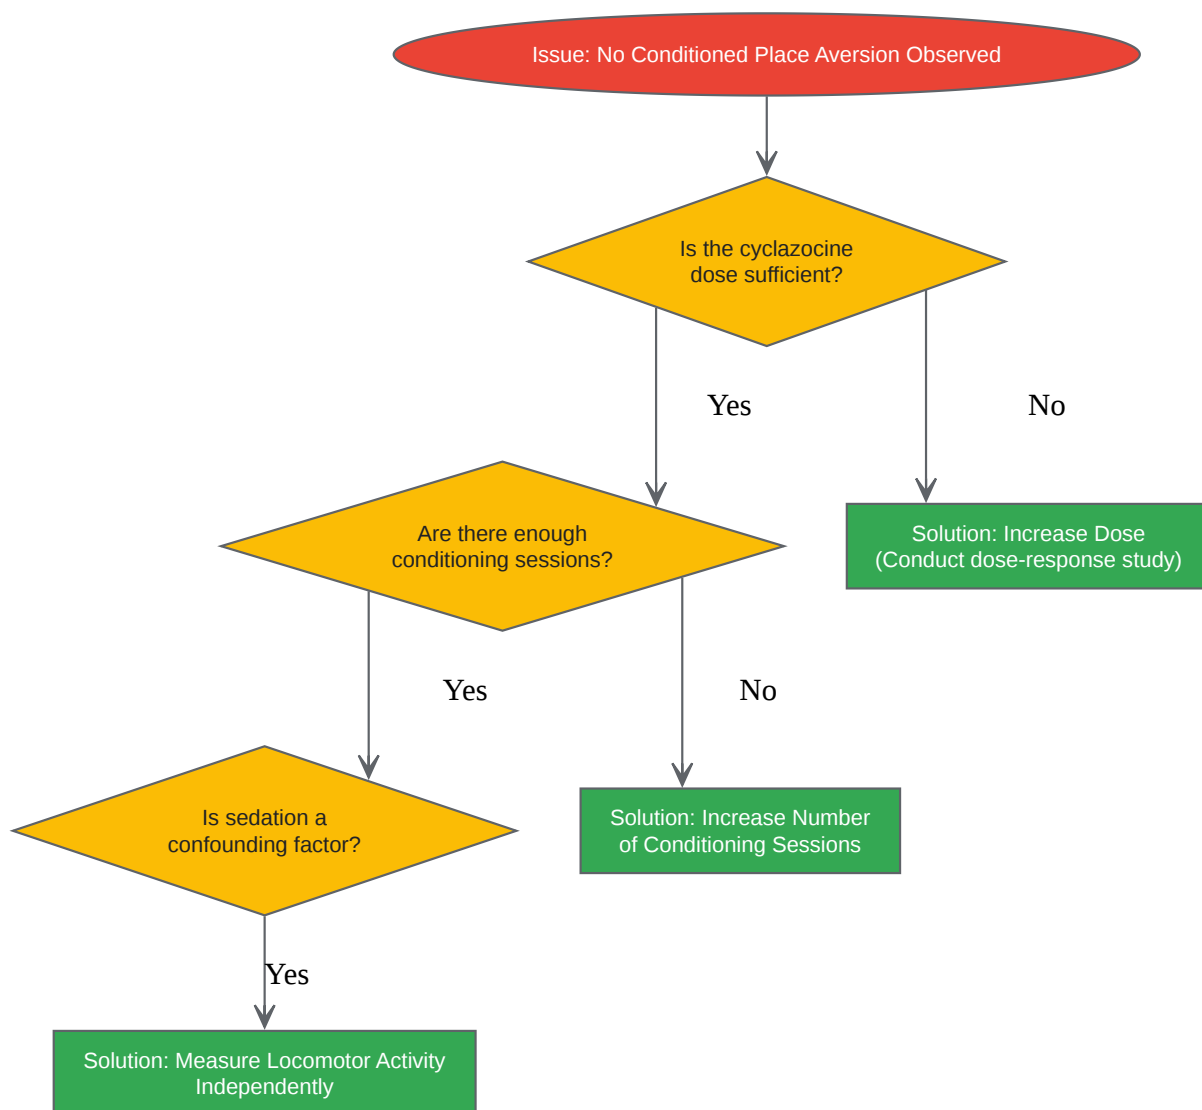 Issue: No Conditioned Place Aversion Observed
Is the cyclazocine
dose sufficient?
Yes
No
Are there enough
conditioning sessions?
Solution: Increase Dose
(Conduct dose-response study)
Yes
No
Is sedation a
confounding factor?
Solution: Increase Number
of Conditioning Sessions
Yes
Solution: Measure Locomotor Activity
Independently